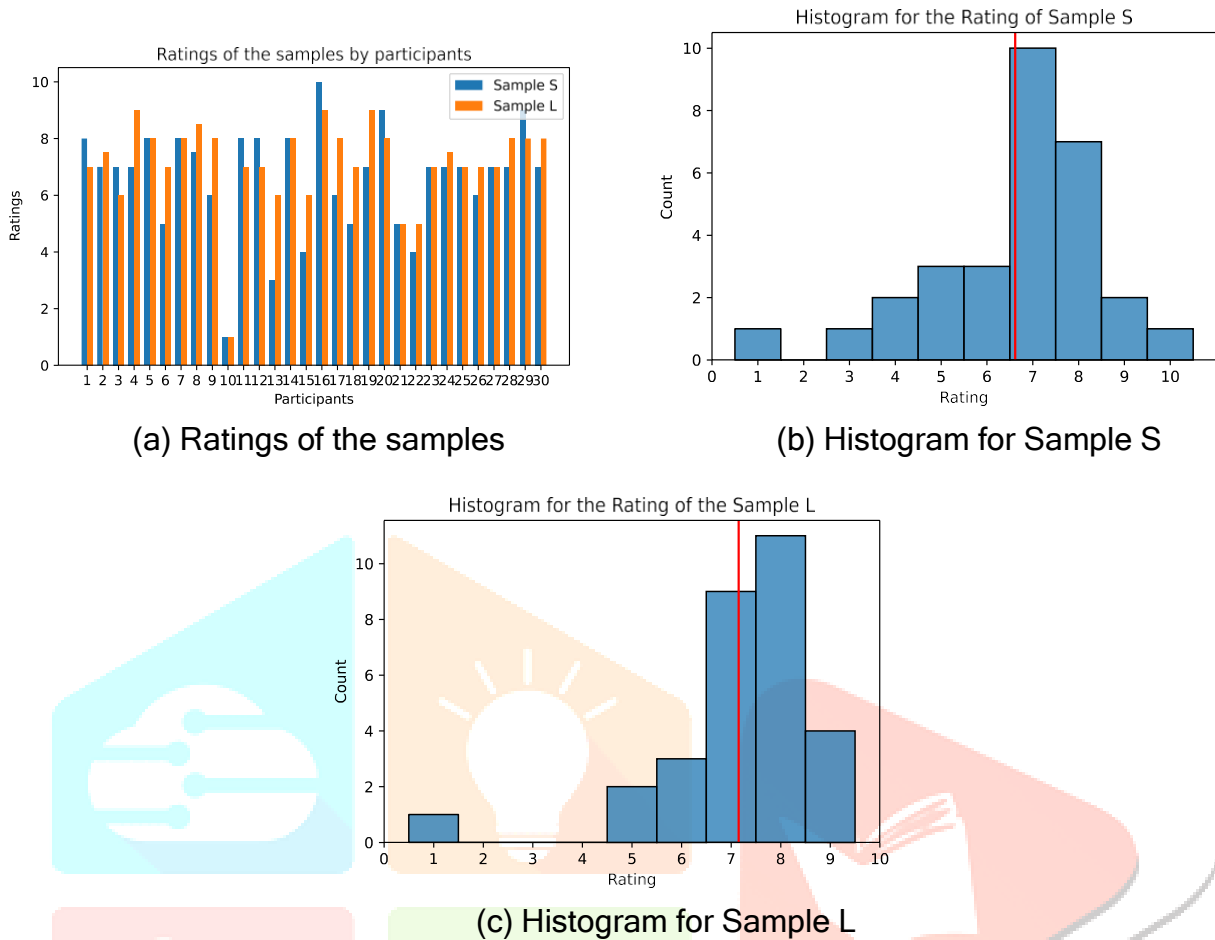 Ratings of the samples by participants
Sample S
Sample L
10
8
6
4
2
0
Ratings
1 2 3 4 5 6 7 8 9 10 11 12 13 14 15 16 17 18 19 20 21 22 23 24 25 26 27 28 29 30
Participants
(a) Ratings of the samples
Histogram for the Rating of Sample S
10
8
6
4
2
0
Count
0 1 2 3 4 5 6 7 8 9 10
Rating
(b) Histogram for Sample S
Histogram for the Rating of the Sample L
10
8
6
4
2
0
Count
0 1 2 3 4 5 6 7 8 9 10
Rating
(c) Histogram for Sample L